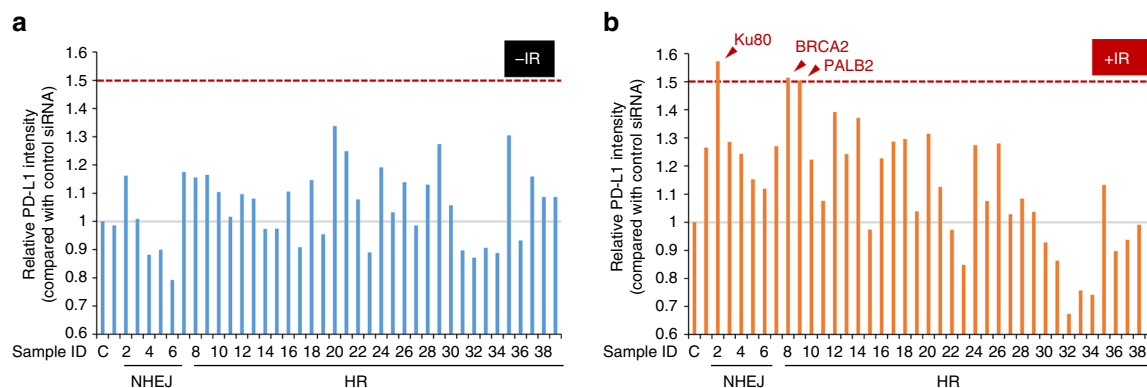 a
Relative PD-L1 intensity
(compared with control siRNA)
1.6
1.5
1.4
1.3
1.2
1.1
1
0.9
0.8
0.7
0.6
–IR
Sample ID C 2 4 6 8 10 12 14 16 18 20 22 24 26 28 30 32 34 36 38
NHEJ HR
b
Relative PD-L1 intensity
(compared with control siRNA)
1.6
1.5
1.4
1.3
1.2
1.1
1
0.9
0.8
0.7
0.6
Ku80
BRCA2
PALB2
+IR
Sample ID C 2 4 6 8 10 12 14 16 18 20 22 24 26 28 30 32 34 36 38
NHEJ HR